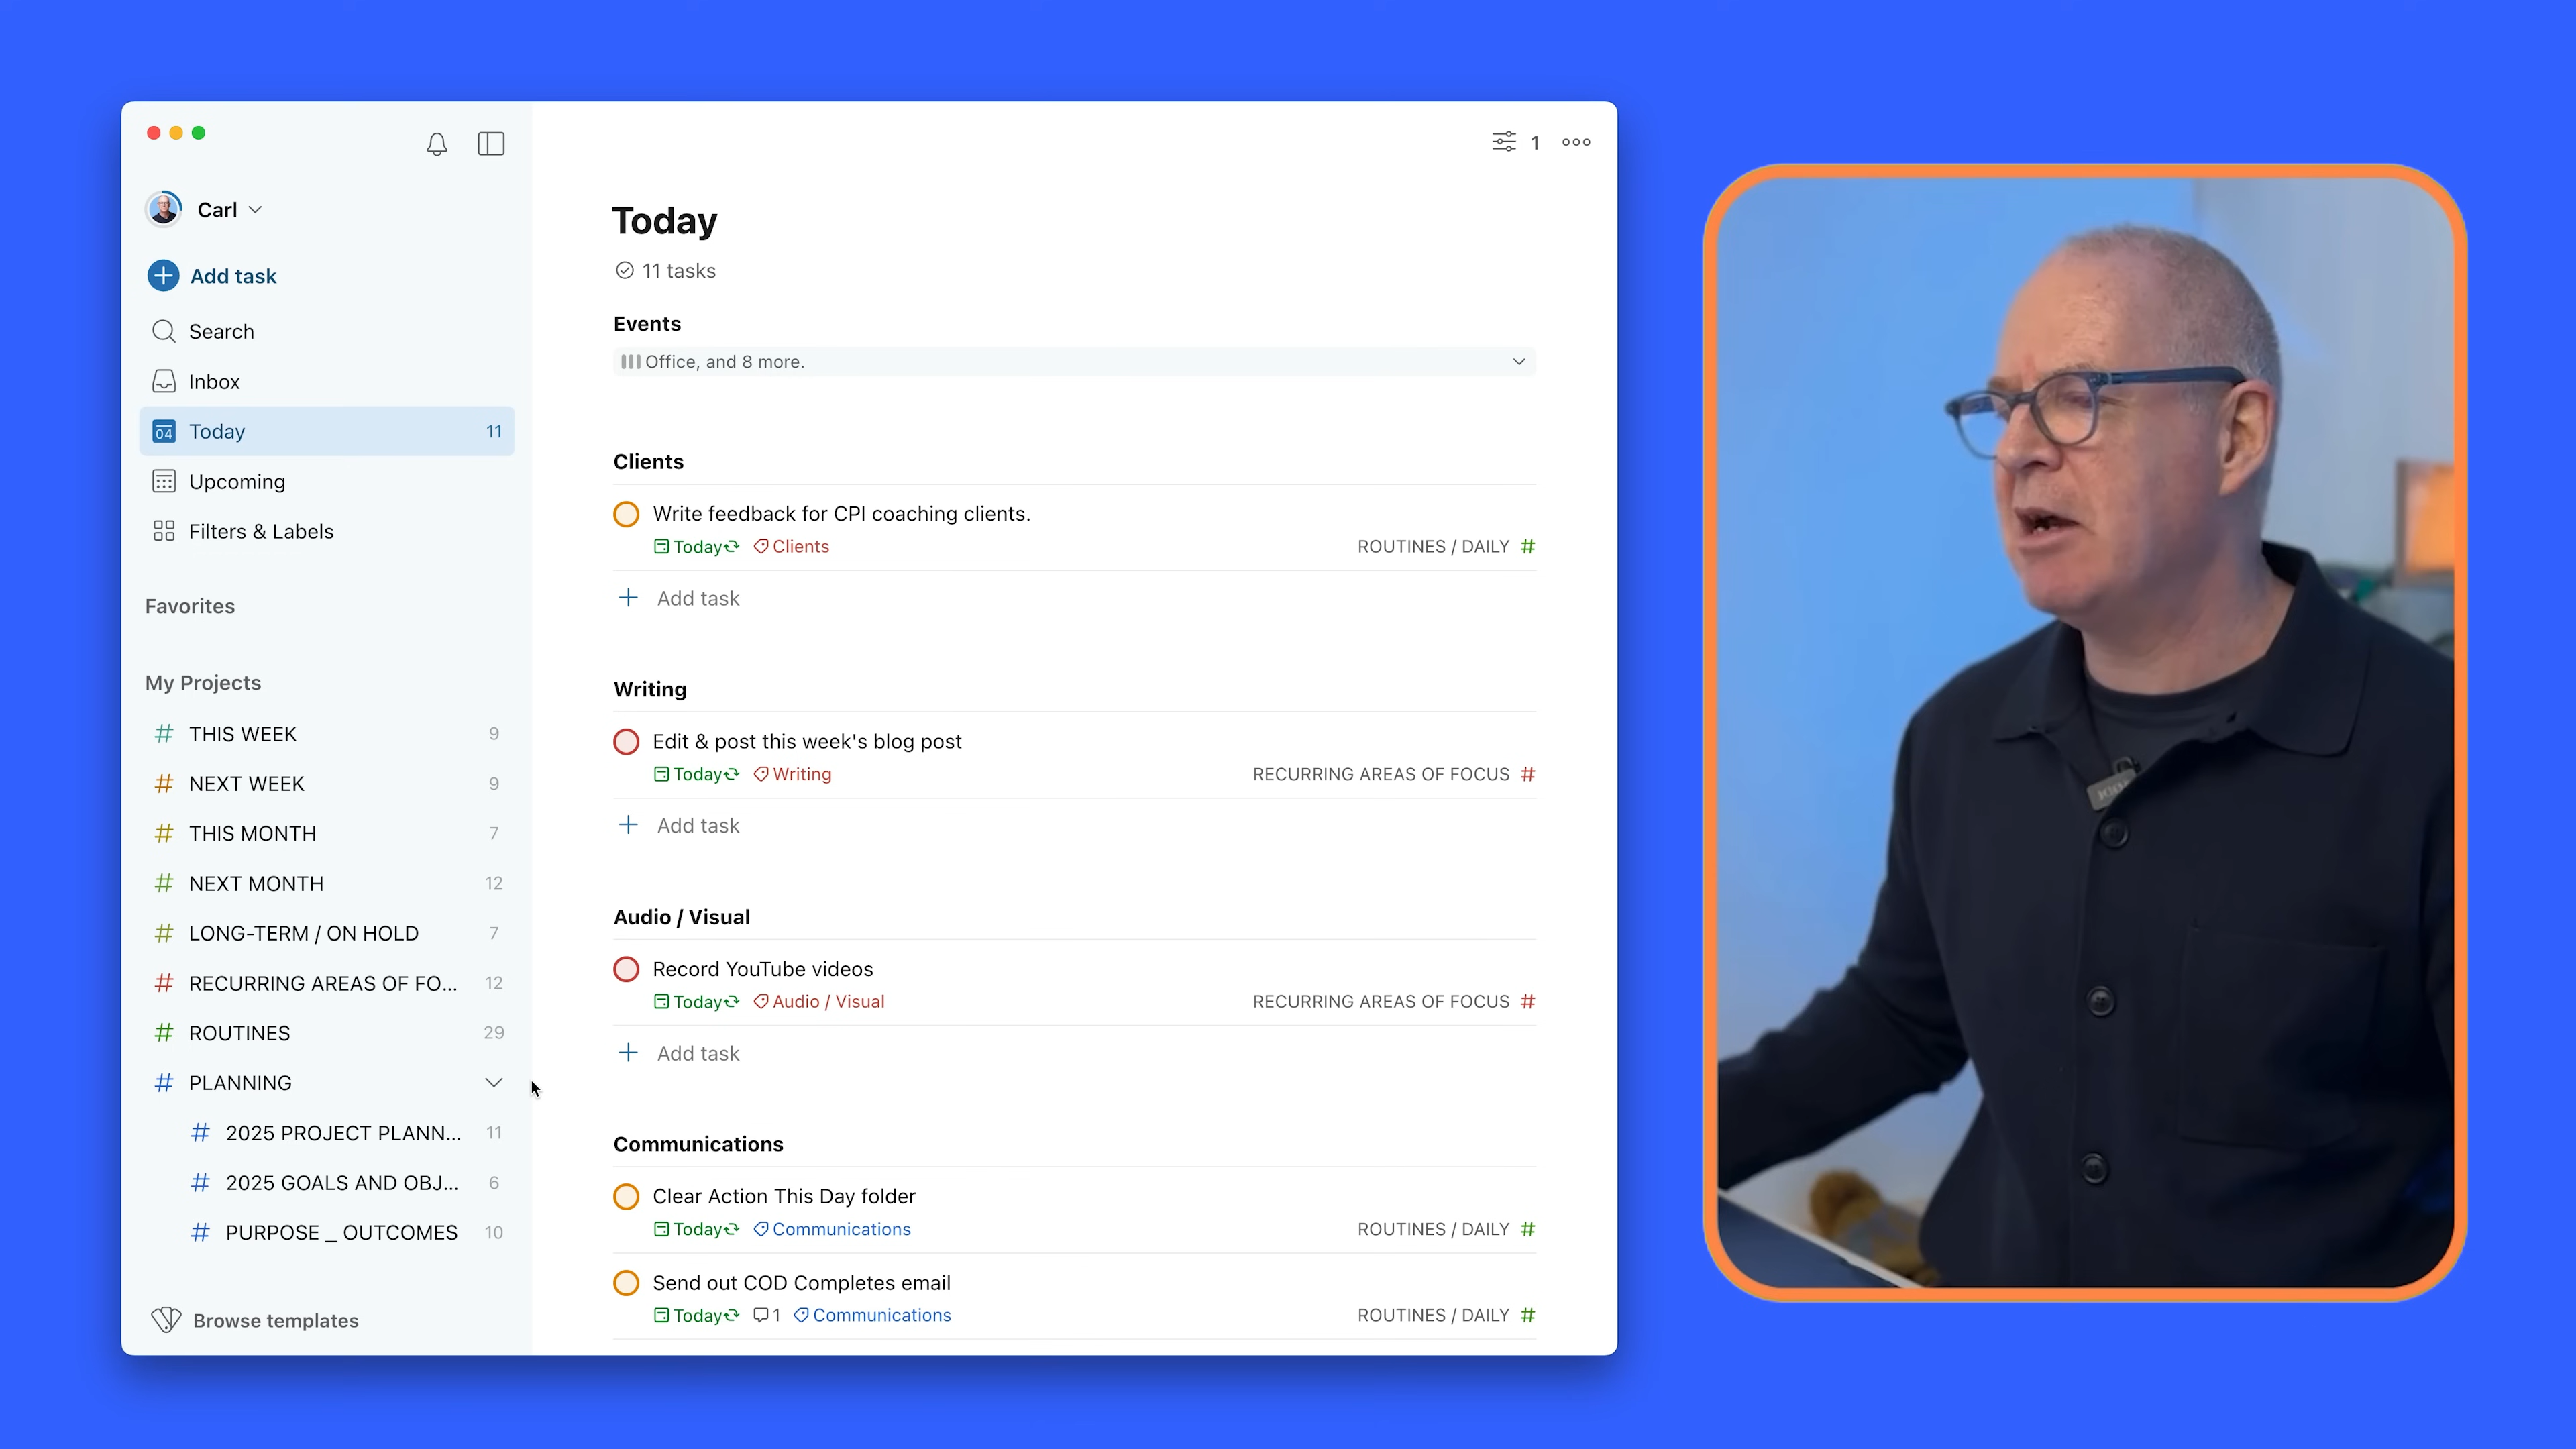 1
Carl
Add task
Search
Inbox
04 Today 11
Upcoming
Filters & Labels
Favorites
My Projects
# THIS WEEK 9
# NEXT WEEK 9
# THIS MONTH 7
# NEXT MONTH 12
# LONG-TERM / ON HOLD 7
# RECURRING AREAS OF FO... 12
# ROUTINES 29
# PLANNING
# 2025 PROJECT PLANN... 11
# 2025 GOALS AND OBJ... 6
# PURPOSE _ OUTCOMES 10
Browse templates
Today
11 tasks
Events
Office, and 8 more.
Clients
Write feedback for CPI coaching clients.
Today Clients ROUTINES / DAILY #
+ Add task
Writing
Edit & post this week's blog post
Today Writing RECURRING AREAS OF FOCUS #
+ Add task
Audio / Visual
Record YouTube videos
Today Audio / Visual RECURRING AREAS OF FOCUS #
+ Add task
Communications
Clear Action This Day folder
Today Communications ROUTINES / DAILY #
Send out COD Completes email
Today 1 Communications ROUTINES / DAILY #